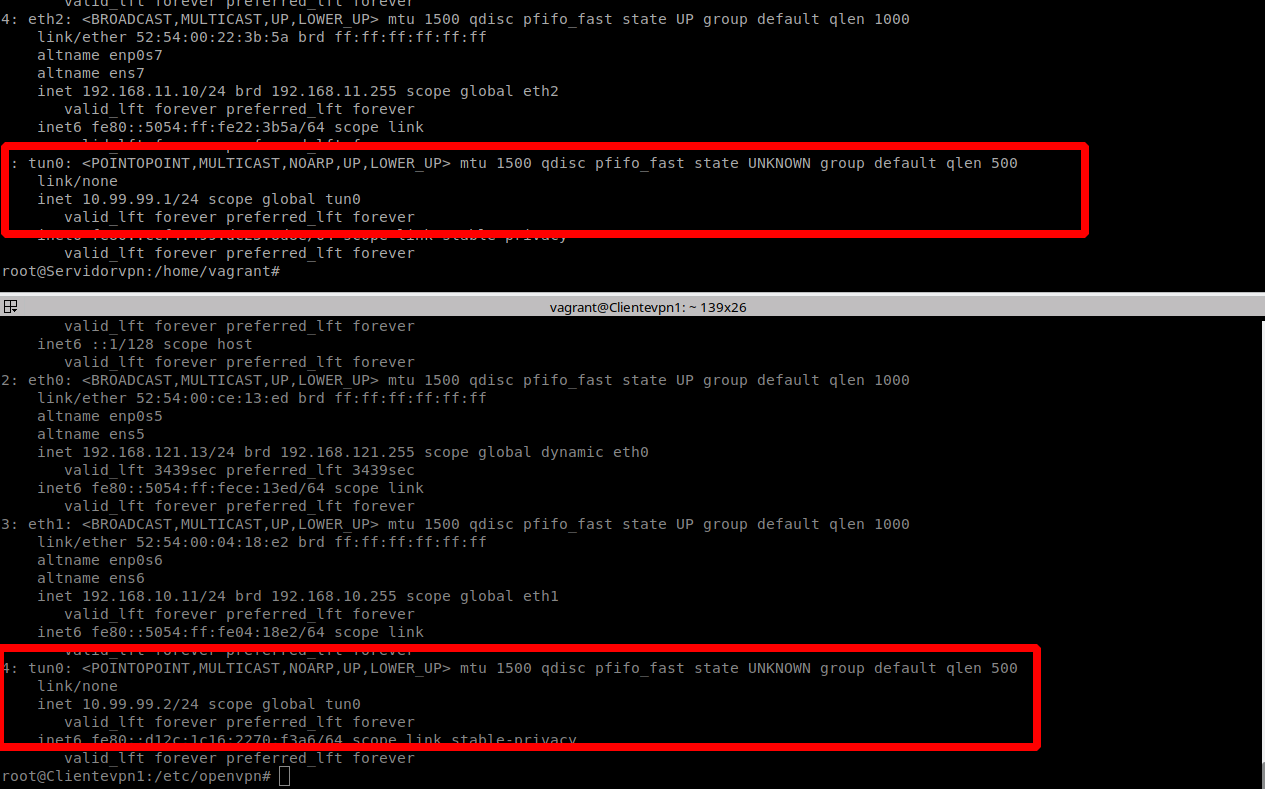 valid_lft forever preferred_lft forever
4: eth2: <BROADCAST,MULTICAST,UP,LOWER_UP> mtu 1500 qdisc pfifo_fast state UP group default qlen 1000
link/ether 52:54:00:22:3b:5a brd ff:ff:ff:ff:ff:ff
altname enp0s7
altname ens7
inet 192.168.11.10/24 brd 192.168.11.255 scope global eth2
valid_lft forever preferred_lft forever
inet6 fe80::5054:ff:fe22:3b5a/64 scope link
valid_lft forever preferred_lft forever
: tun0: <POINTOPOINT,MULTICAST,NOARP,UP,LOWER_UP> mtu 1500 qdisc pfifo_fast state UNKNOWN group default qlen 500
link/none
inet 10.99.99.1/24 scope global tun0
valid_lft forever preferred_lft forever
scope link stable-privacy
valid_lft forever preferred_lft forever
root@Servidorvpn:/home/vagrant#
vagrant@Clientevpn1: ~ 139x26
valid_lft forever preferred_lft forever
inet6 ::1/128 scope host
valid_lft forever preferred_lft forever
2: eth0: <BROADCAST,MULTICAST,UP,LOWER_UP> mtu 1500 qdisc pfifo_fast state UP group default qlen 1000
link/ether 52:54:00:ce:13:ed brd ff:ff:ff:ff:ff:ff
altname enp0s5
altname ens5
inet 192.168.121.13/24 brd 192.168.121.255 scope global dynamic eth0
valid_lft 3439sec preferred_lft 3439sec
inet6 fe80::5054:ff:fece:13ed/64 scope link
valid_lft forever preferred_lft forever
3: eth1: <BROADCAST,MULTICAST,UP,LOWER_UP> mtu 1500 qdisc pfifo_fast state UP group default qlen 1000
link/ether 52:54:00:04:18:e2 brd ff:ff:ff:ff:ff:ff
altname enp0s6
altname ens6
inet 192.168.10.11/24 brd 192.168.10.255 scope global eth1
valid_lft forever preferred_lft forever
inet6 fe80::5054:ff:fe04:18e2/64 scope link
valid_lft forever preferred_lft forever
4: tun0: <POINTOPOINT,MULTICAST,NOARP,UP,LOWER_UP> mtu 1500 qdisc pfifo_fast state UNKNOWN group default qlen 500
link/none
inet 10.99.99.2/24 scope global tun0
valid_lft forever preferred_lft forever
inet6 fe80::d12c:1c16:2270:f3a6/64 scope link stable-privacy
valid_lft forever preferred_lft forever
root@Clientevpn1:/etc/openvpn#